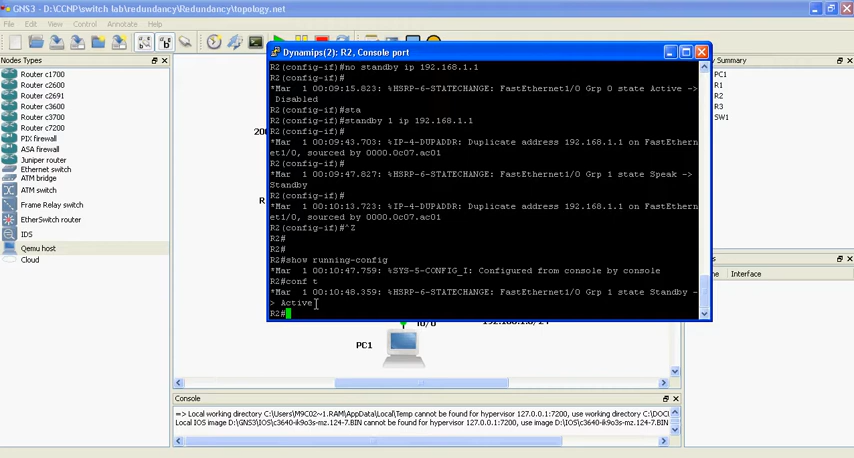 GNS3 - D:\CCNP\switch lab\redundancy\Redundancy\topology.net
File Edit View Control Annotate Help
Nodes Types
Router c1700
Router c2600
Router c2691
Router c3600
Router c3700
Router c7200
PIX firewall
ASA firewall
Juniper router
Ethernet switch
ATM bridge
ATM switch
Frame Relay switch
EtherSwitch router
IDS
Qemu host
Cloud
200
R
Dynamips(2): R2, Console port
R2(config-if)#no standby ip 192.168.1.1
R2(config-if)#
*Mar  1 00:09:15.823: %HSRP-6-STATECHANGE: FastEthernet1/0 Grp 0 state Active ->
Disabled
R2(config-if)#sta
R2(config-if)#standby 1 ip 192.168.1.1
R2(config-if)#
*Mar  1 00:09:43.703: %IP-4-DUPADDR: Duplicate address 192.168.1.1 on FastEthern
et1/0, sourced by 0000.0c07.ac01
R2(config-if)#
*Mar  1 00:09:47.827: %HSRP-6-STATECHANGE: FastEthernet1/0 Grp 1 state Speak ->
Standby
R2(config-if)#
*Mar  1 00:10:13.723: %IP-4-DUPADDR: Duplicate address 192.168.1.1 on FastEthern
et1/0, sourced by 0000.0c07.ac01
R2(config-if)#^Z
R2#
R2#
R2#show running-config
*Mar  1 00:10:47.759: %SYS-5-CONFIG_I: Configured from console by console
R2#conf t
*Mar  1 00:10:48.359: %HSRP-6-STATECHANGE: FastEthernet1/0 Grp 1 state Standby -
> Active
R2#
PC1
Summary
PC1
R1
R2
R3
SW1
Interface
Console
=> Local working directory C:\Users\M9C02~1.RAM\AppData\Local\Temp cannot be found for hypervisor 127.0.0.1:7200, use working directory C:\DOC
Local IOS image D:\GNS3\IOS\c3640-ik9o3s-mz.124-7.BIN cannot be found for hypervisor 127.0.0.1:7200, use image D:\IOS\c3640-ik9o3s-mz.124-7.BIN